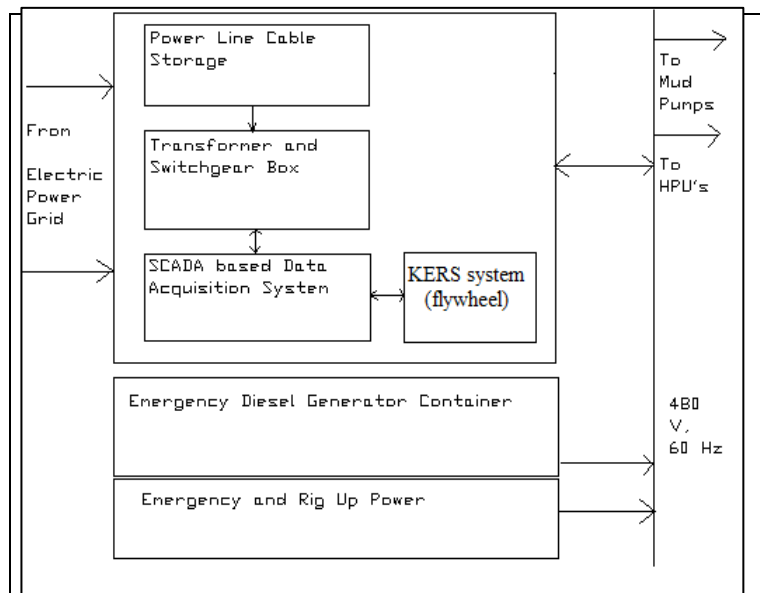 Power Line Cable
Storage
From
Electric
Power
Grid
Transformer and
Switchgear Box
SCADA based Data
Acquisition System
KERS system
(flywheel)
To
Mud
Pumps
To
HPU's
Emergency Diesel Generator Container
Emergency and Rig Up Power
480
V,
60 Hz